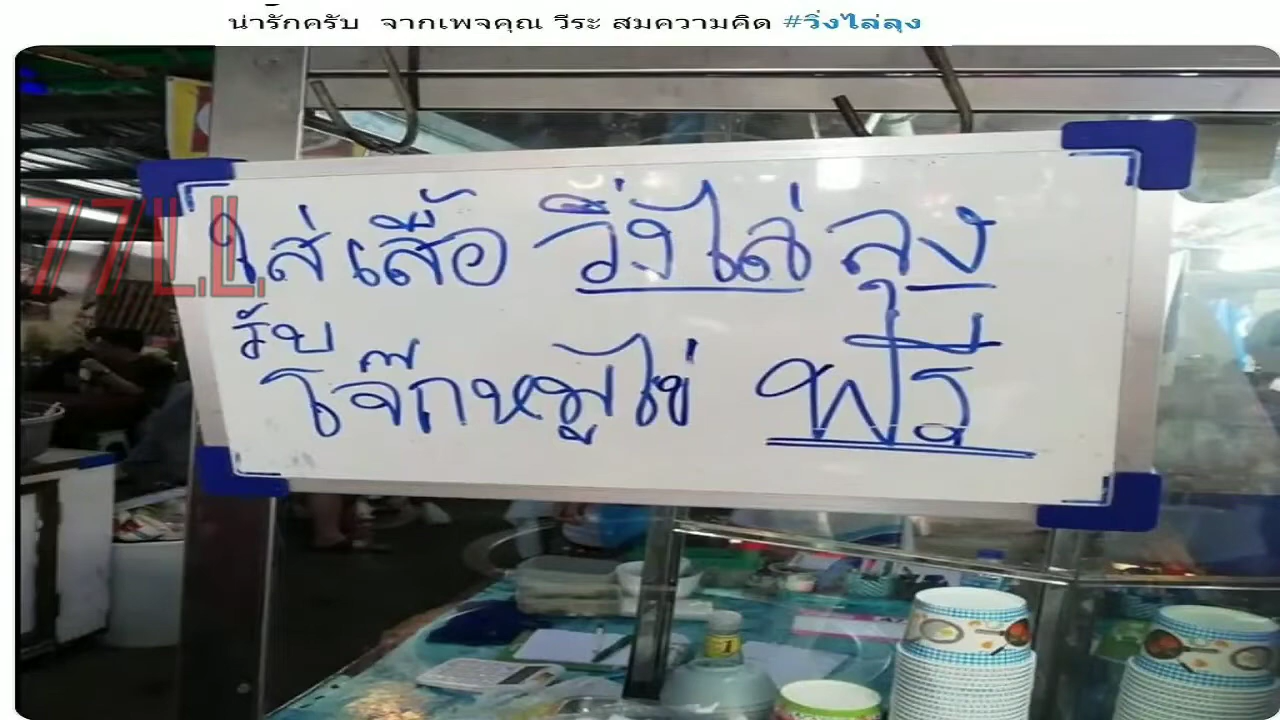 น่ารักครับ จากเพจคุณ วีระ สมความคิด #วิ่งไล่ลุง
77L.L.
ใส่เสื้อ วิ่งไล่ลุง
รับ
โจ๊กหมูไข่ ฟรี